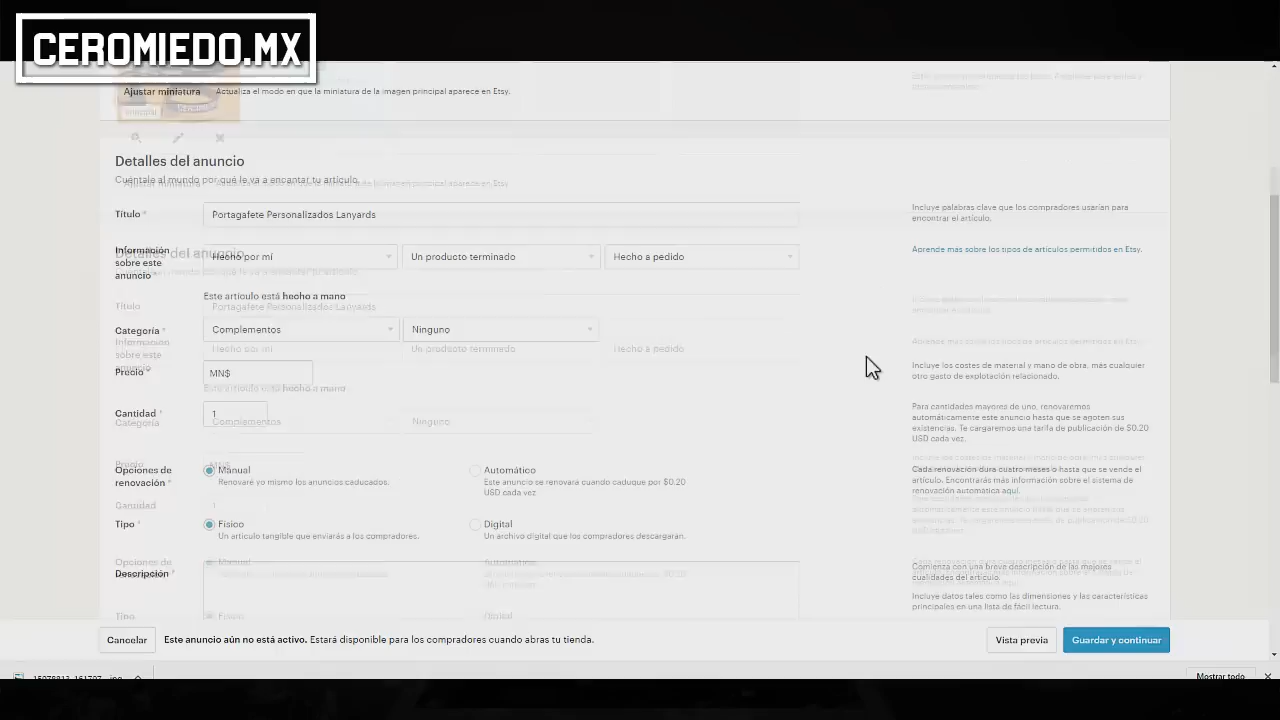 CEROMIEDO.MX
Ajustar miniatura Actualiza el modo en que la miniatura de la imagen principal aparece en Etsy.
Detalles del anuncio
Cuéntale al mundo por qué le va a encantar tu artículo.
Título * Portagafete Personalizados Lanyards
Incluye palabras clave que los compradores usarían para
encontrar el artículo.
Información
sobre este
anuncio *
Hecho por mí Un producto terminado Hecho a pedido
Aprende más sobre los tipos de artículos permitidos en Etsy.
Este artículo está hecho a mano
Categoría * Complementos Ninguno
Precio * MN$
Incluye los costes de material y mano de obra, más cualquier
otro gasto de explotación relacionado.
Cantidad * 1
Para cantidades mayores de uno, renovaremos
automáticamente este anuncio hasta que se agoten sus
existencias. Te cargaremos una tarifa de publicación de $0.20
USD cada vez.
Opciones de
renovación *
Manual
Renovaré yo mismo los anuncios caducados.
Automático
Este anuncio se renovará cuando caduque por $0.20
USD cada vez
Cada renovación dura cuatro meses o hasta que se vende el
artículo. Encontrarás más información sobre el sistema de
renovación automática aquí.
Tipo *
Físico
Un artículo tangible que enviarás a los compradores.
Digital
Un archivo digital que los compradores descargarán.
Descripción *
Comienza con una breve descripción de las mejores
cualidades del artículo.
Incluye datos tales como las dimensiones y las características
principales en una lista de fácil lectura.
Cancelar Este anuncio aún no está activo. Estará disponible para los compradores cuando abras tu tienda. Vista previa Guardar y continuar
Mostrar todo